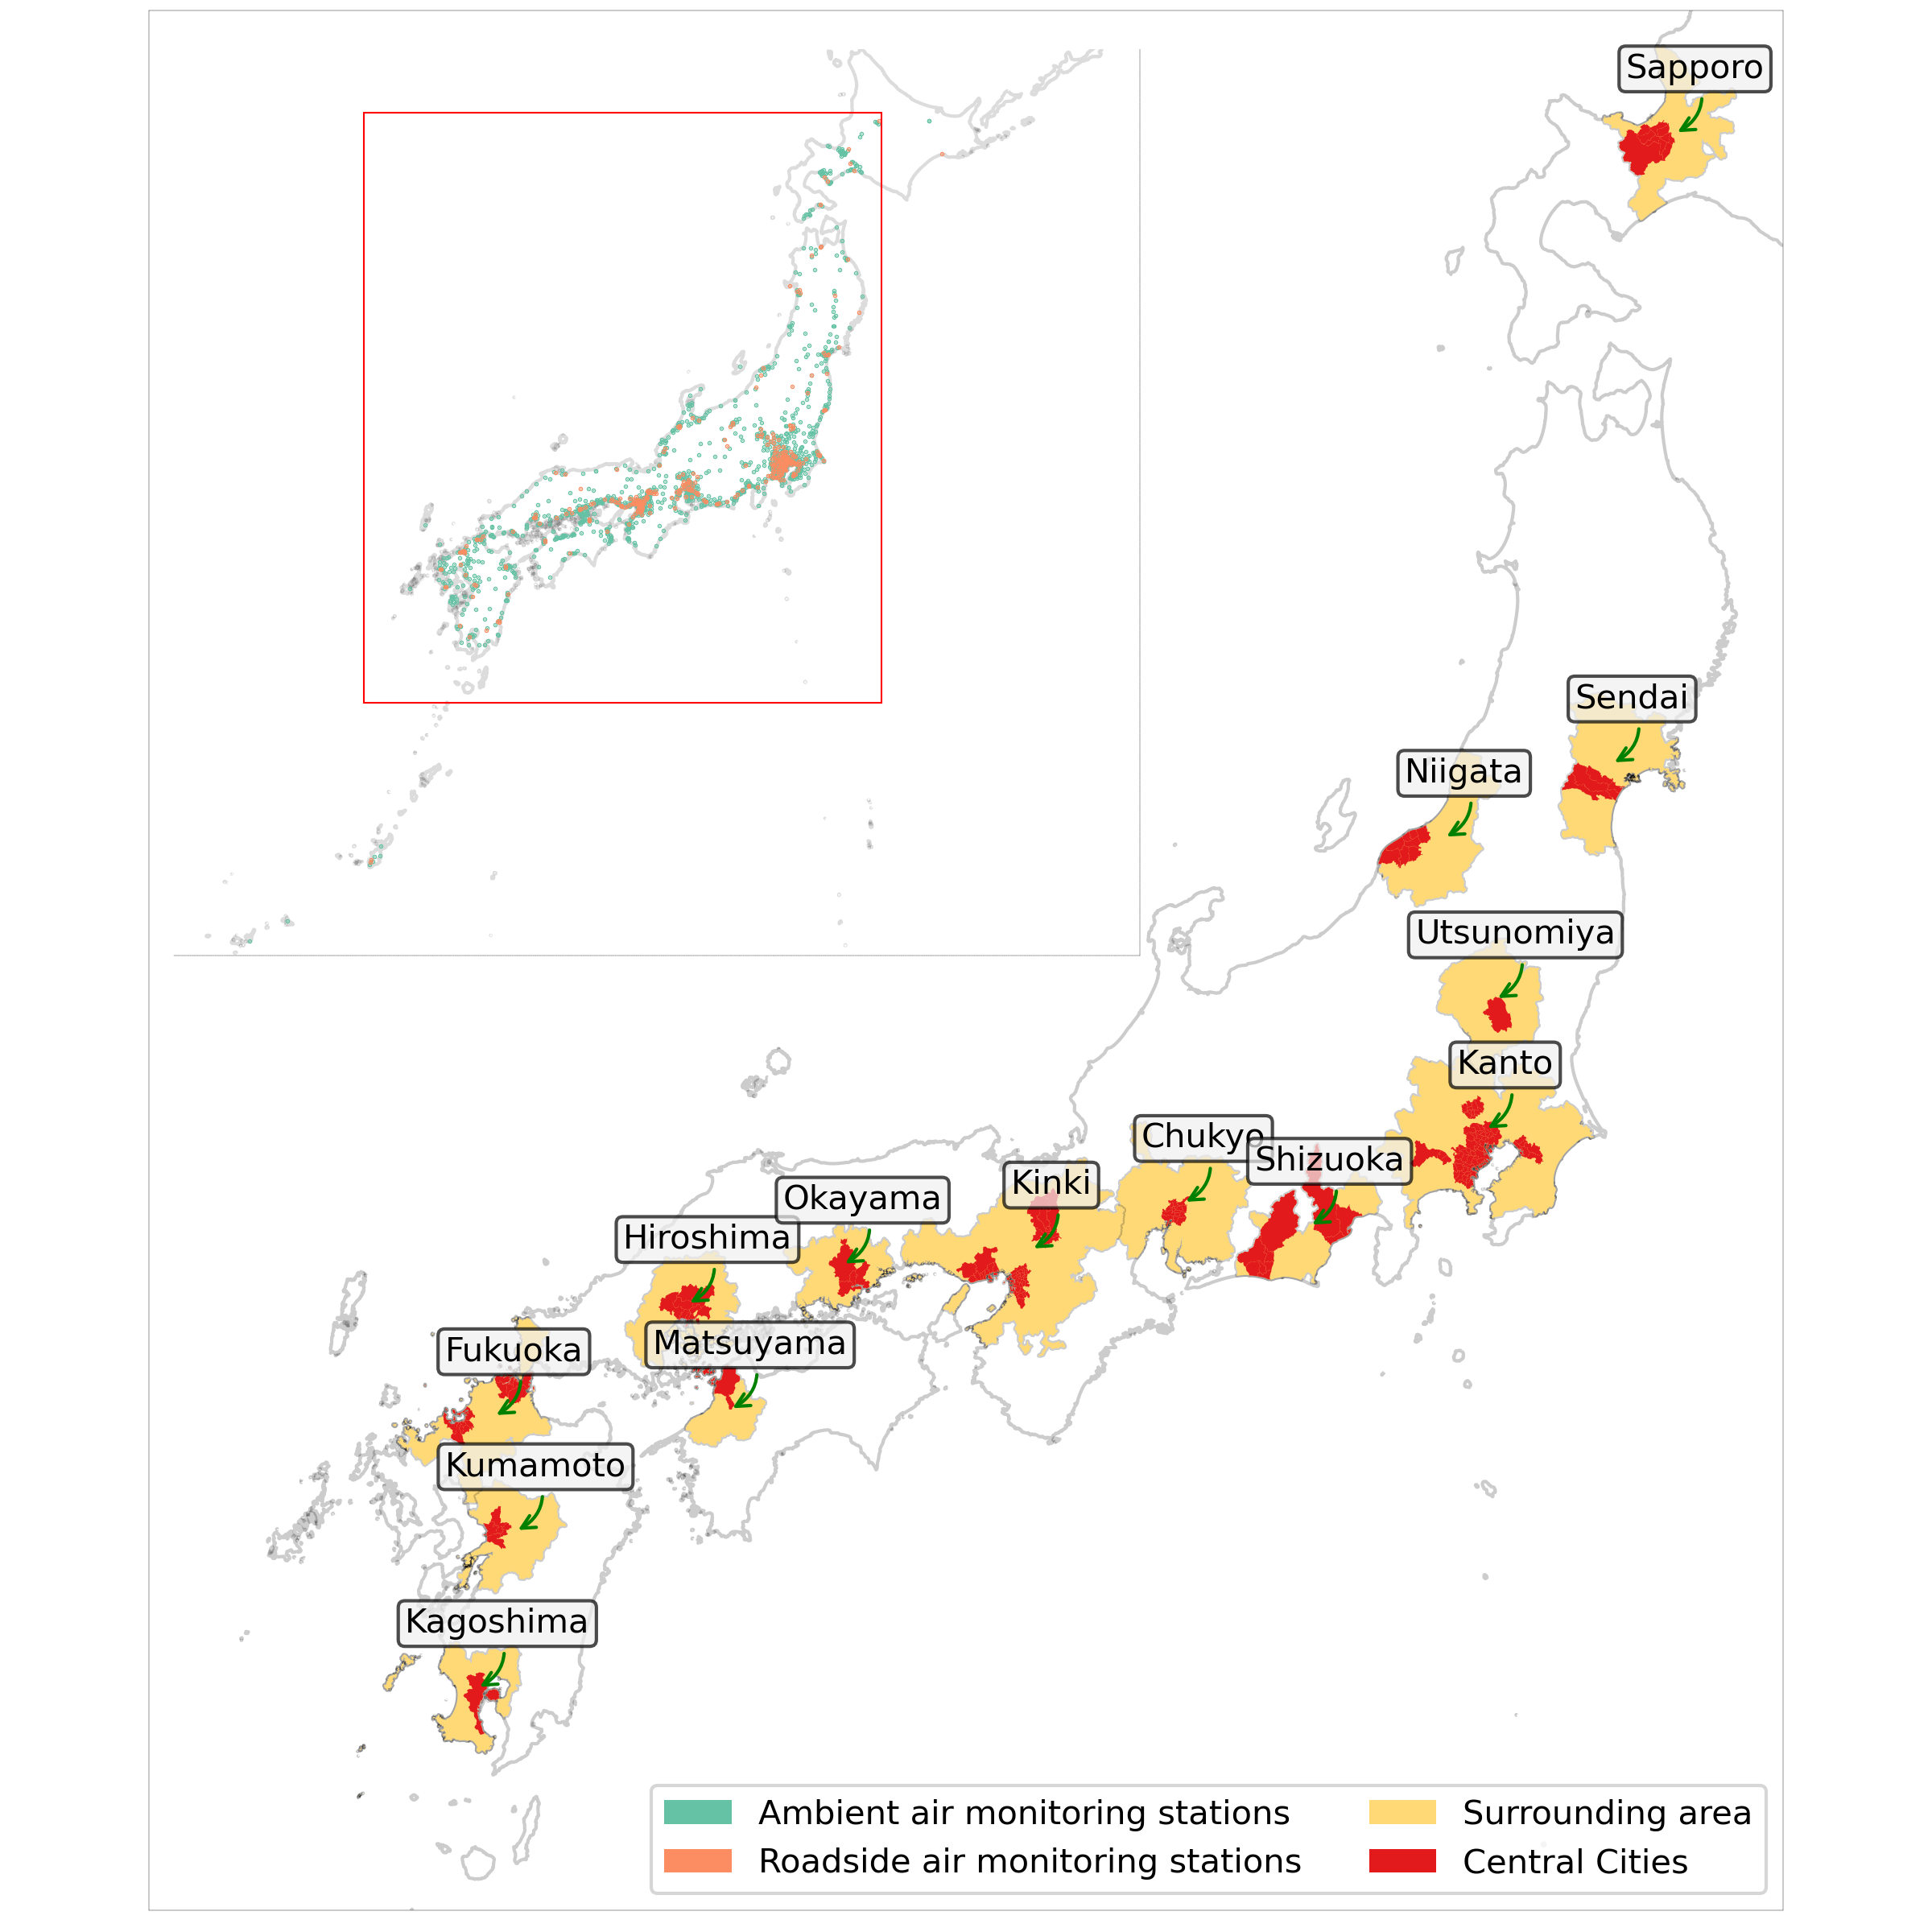 Sapporo
Sendai
Niigata
Utsunomiya
Kanto
Chukyo
Shizuoka
Kinki
Okayama
Hiroshima
Matsuyama
Fukuoka
Kumamoto
Kagoshima
Ambient air monitoring stations
Roadside air monitoring stations
Surrounding area
Central Cities